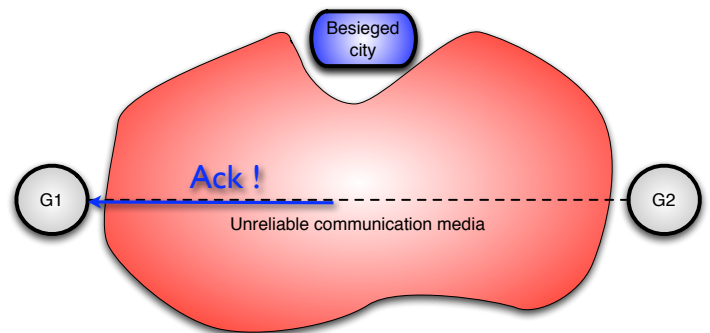 Besieged
city
Ack !
G1
G2
Unreliable communication media